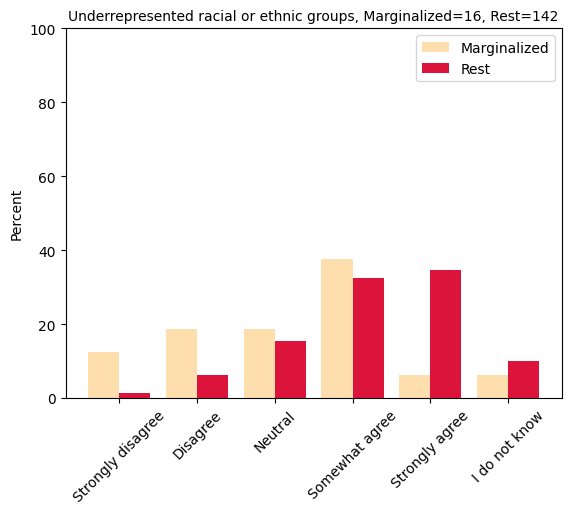 Underrepresented racial or ethnic groups, Marginalized=16, Rest=142
100
80
60
40
20
0
Percent
Marginalized
Rest
Strongly disagree
Disagree
Neutral
Somewhat agree
Strongly agree
I do not know